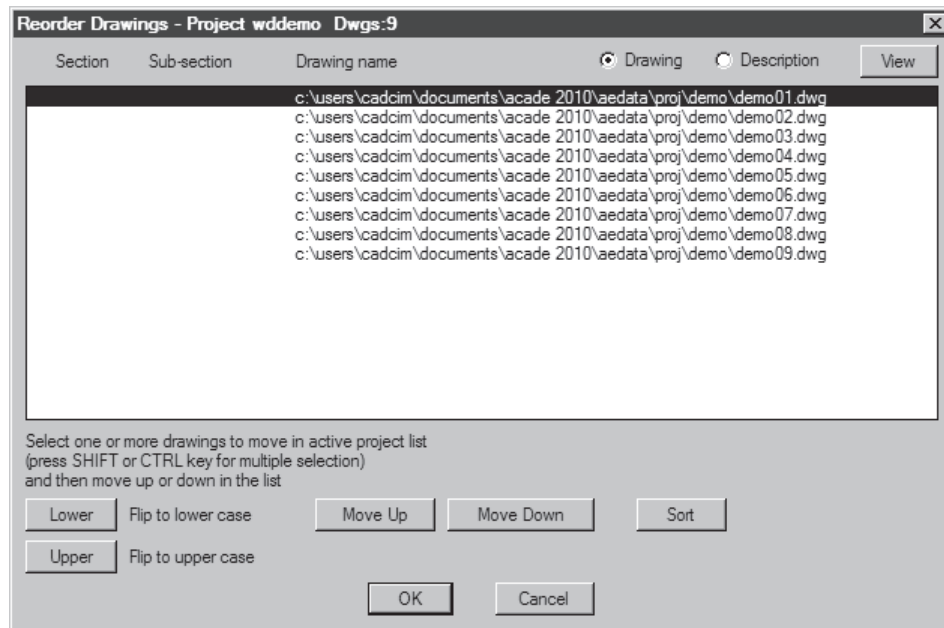 Reorder Drawings - Project wddemo Dwgs:9
Section Sub-section Drawing name Drawing Description View
c:\users\cadcim\documents\acade 2010\aedata\proj\demo\demo01.dwg
c:\users\cadcim\documents\acade 2010\aedata\proj\demo\demo02.dwg
c:\users\cadcim\documents\acade 2010\aedata\proj\demo\demo03.dwg
c:\users\cadcim\documents\acade 2010\aedata\proj\demo\demo04.dwg
c:\users\cadcim\documents\acade 2010\aedata\proj\demo\demo05.dwg
c:\users\cadcim\documents\acade 2010\aedata\proj\demo\demo06.dwg
c:\users\cadcim\documents\acade 2010\aedata\proj\demo\demo07.dwg
c:\users\cadcim\documents\acade 2010\aedata\proj\demo\demo08.dwg
c:\users\cadcim\documents\acade 2010\aedata\proj\demo\demo09.dwg
Select one or more drawings to move in active project list
(press SHIFT or CTRL key for multiple selection)
and then move up or down in the list
Lower Flip to lower case Move Up Move Down Sort
Upper Flip to upper case
OK Cancel